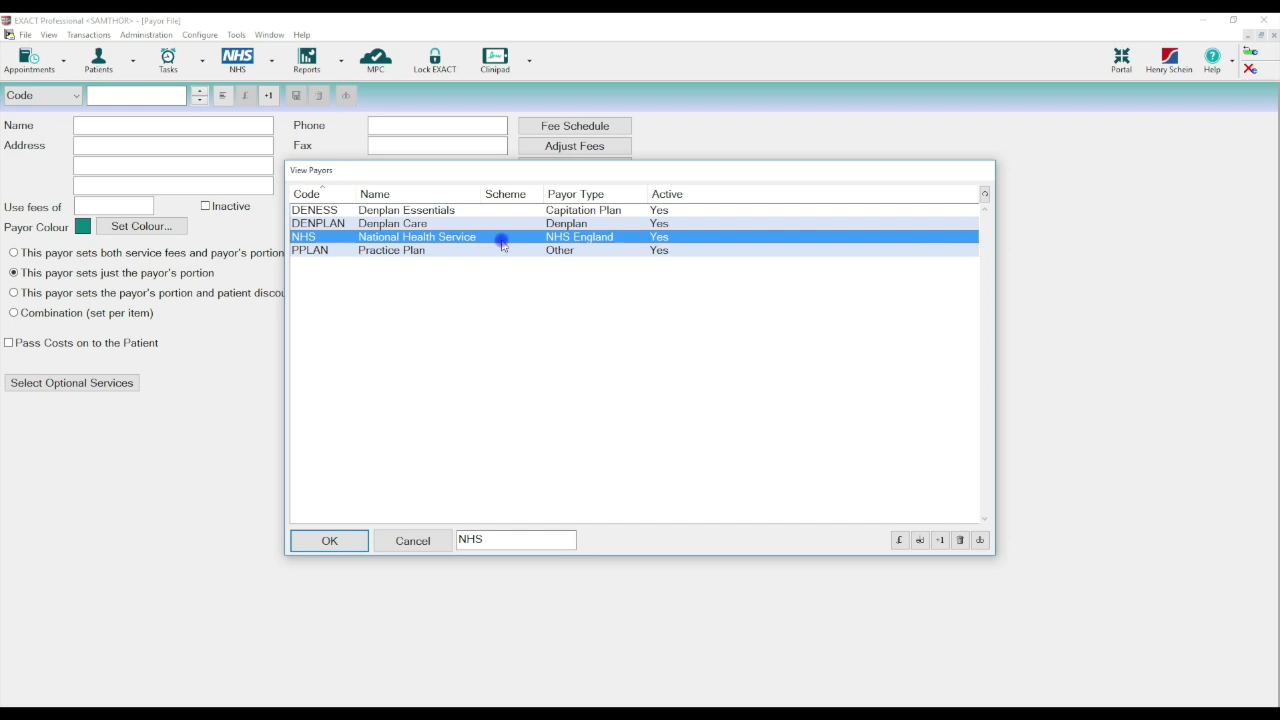 EXACT Professional <SAMTHOR> - [Payor File]
File View Transactions Administration Configure Tools Window Help
NHS
Appointments Patients Tasks NHS Reports MPC Lock EXACT Clinipad Portal Henry Schein Help
Code £ +1
Name Phone Fee Schedule
Address Fax Adjust Fees
View Payors
Code Name Scheme Payor Type Active
DENESS Denplan Essentials Capitation Plan Yes
DENPLAN Denplan Care Denplan Yes
NHS National Health Service NHS England Yes
PPLAN Practice Plan Other Yes
Use fees of Inactive
Payor Colour Set Colour...
This payor sets both service fees and payor's portion
This payor sets just the payor's portion
This payor sets the payor's portion and patient discou
Combination (set per item)
Pass Costs on to the Patient
Select Optional Services
OK Cancel NHS £ +1